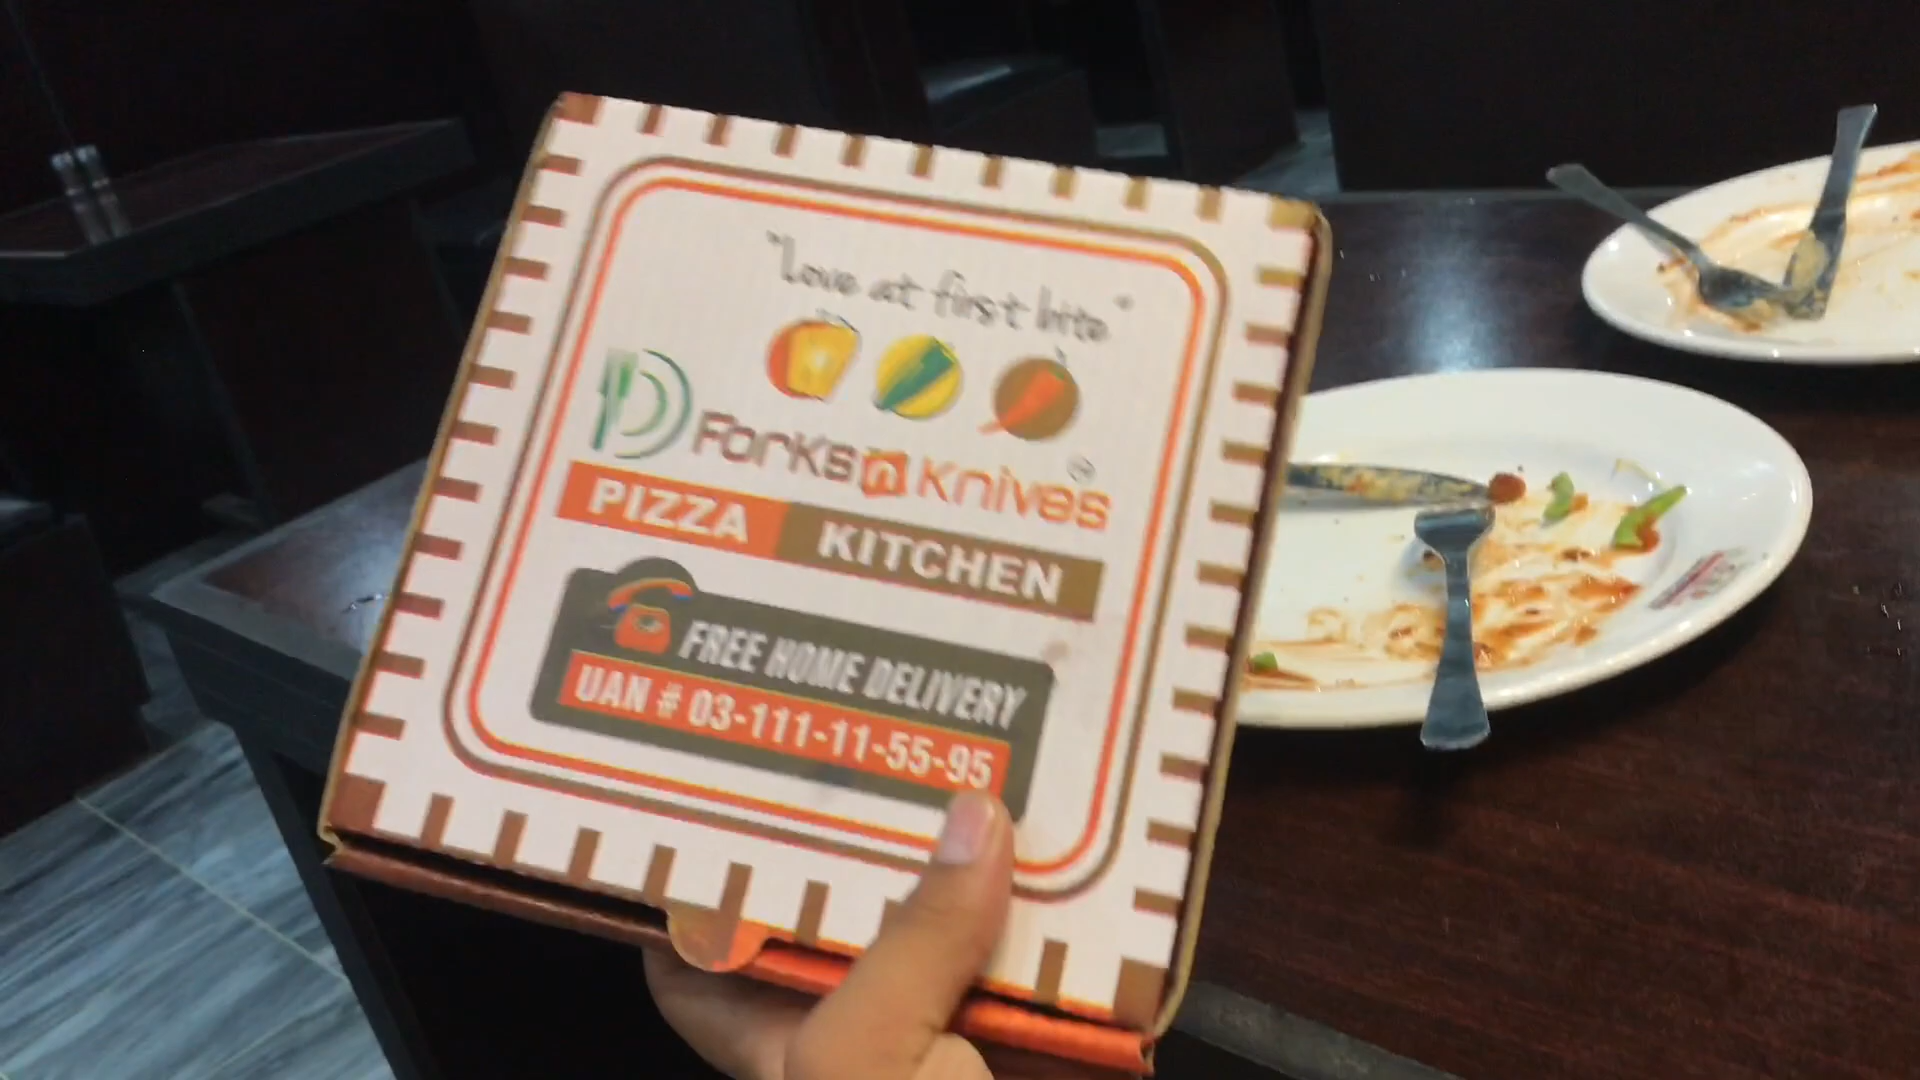 "Love at first bite"
Forks n Knives®
PIZZA KITCHEN
FREE HOME DELIVERY
UAN # 03-111-11-55-95